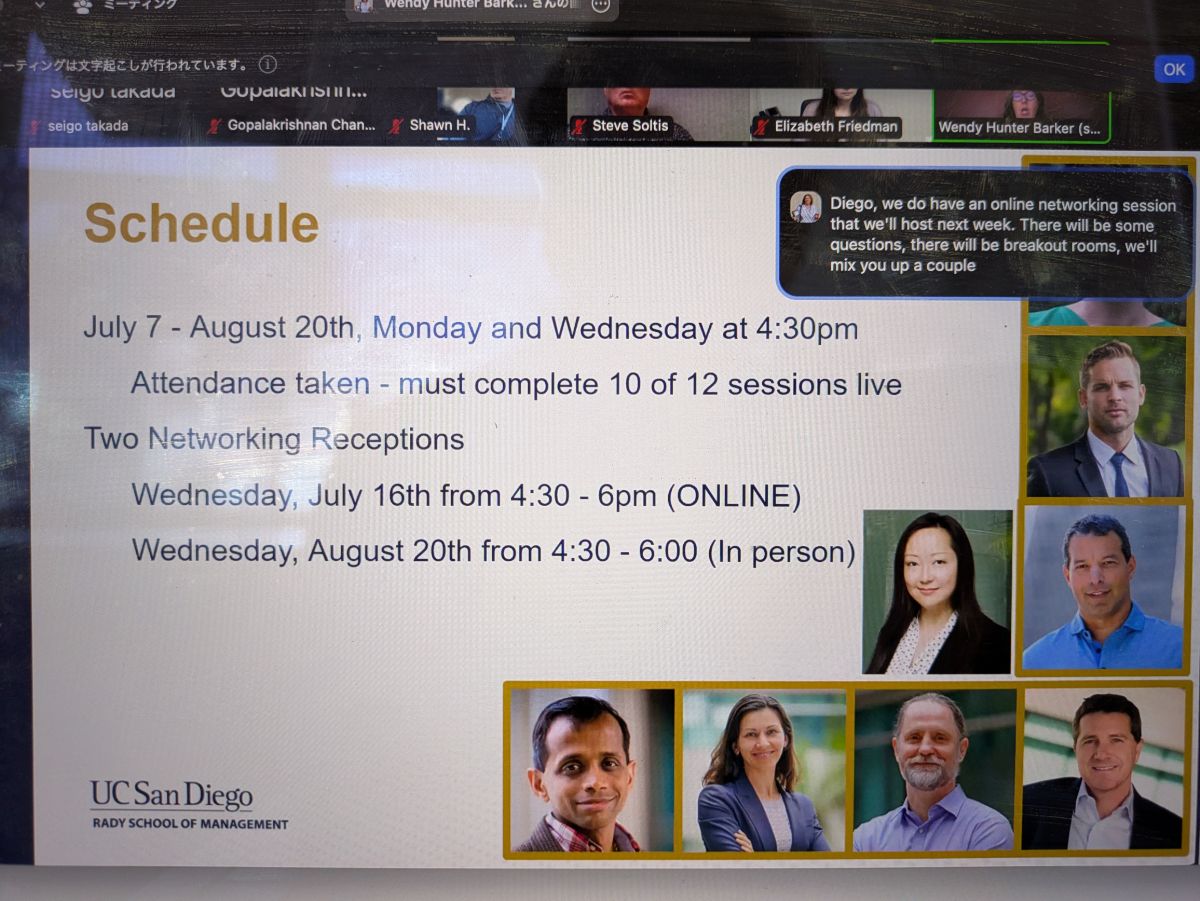 ミーティング
Wendy Hunter Bark... さんの
ーティングは文字起こしが行われています。
OK
seigo takada
Gopalakrishn...
seigo takada
Gopalakrishnan Chan...
Shawn H.
Steve Soltis
Elizabeth Friedman
Wendy Hunter Barker (s...
Diego, we do have an online networking session
that we'll host next week. There will be some
questions, there will be breakout rooms, we'll
mix you up a couple
Schedule
July 7 - August 20th, Monday and Wednesday at 4:30pm
Attendance taken - must complete 10 of 12 sessions live
Two Networking Receptions
Wednesday, July 16th from 4:30 - 6pm (ONLINE)
Wednesday, August 20th from 4:30 - 6:00 (In person)
UC San Diego
RADY SCHOOL OF MANAGEMENT